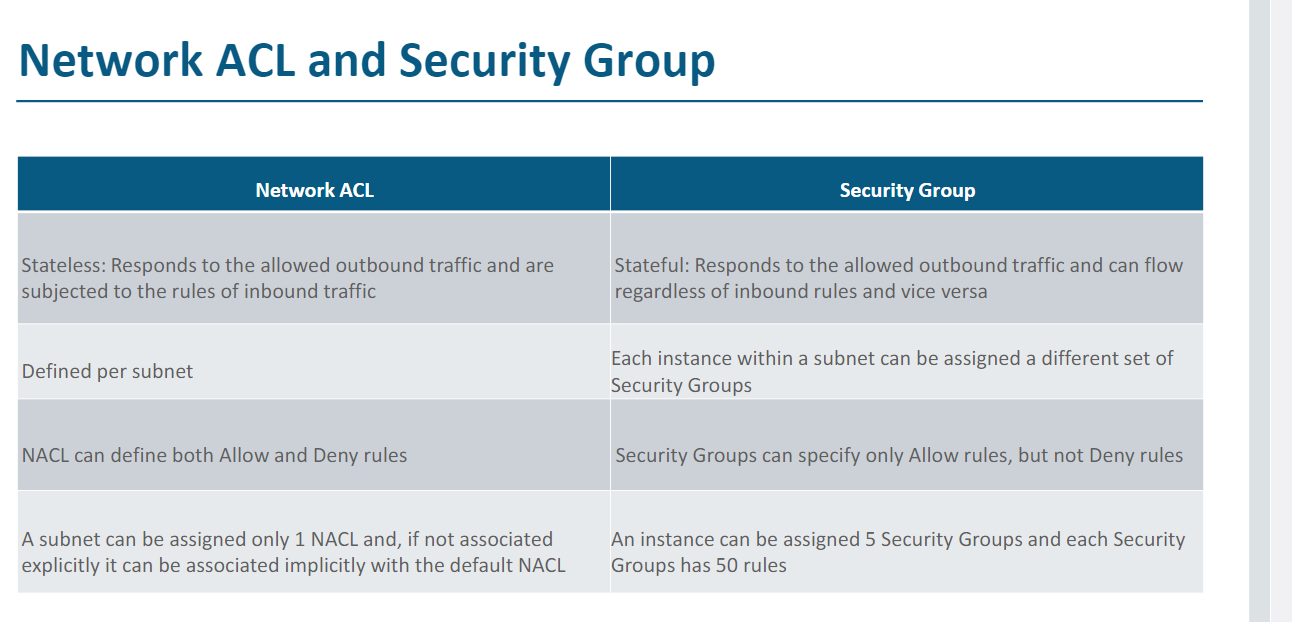 Network ACL and Security Group
Network ACL
Security Group
Stateless: Responds to the allowed outbound traffic and are
subjected to the rules of inbound traffic
Stateful: Responds to the allowed outbound traffic and can flow
regardless of inbound rules and vice versa
Defined per subnet
Each instance within a subnet can be assigned a different set of
Security Groups
NACL can define both Allow and Deny rules
Security Groups can specify only Allow rules, but not Deny rules
A subnet can be assigned only 1 NACL and, if not associated
explicitly it can be associated implicitly with the default NACL
An instance can be assigned 5 Security Groups and each Security
Groups has 50 rules